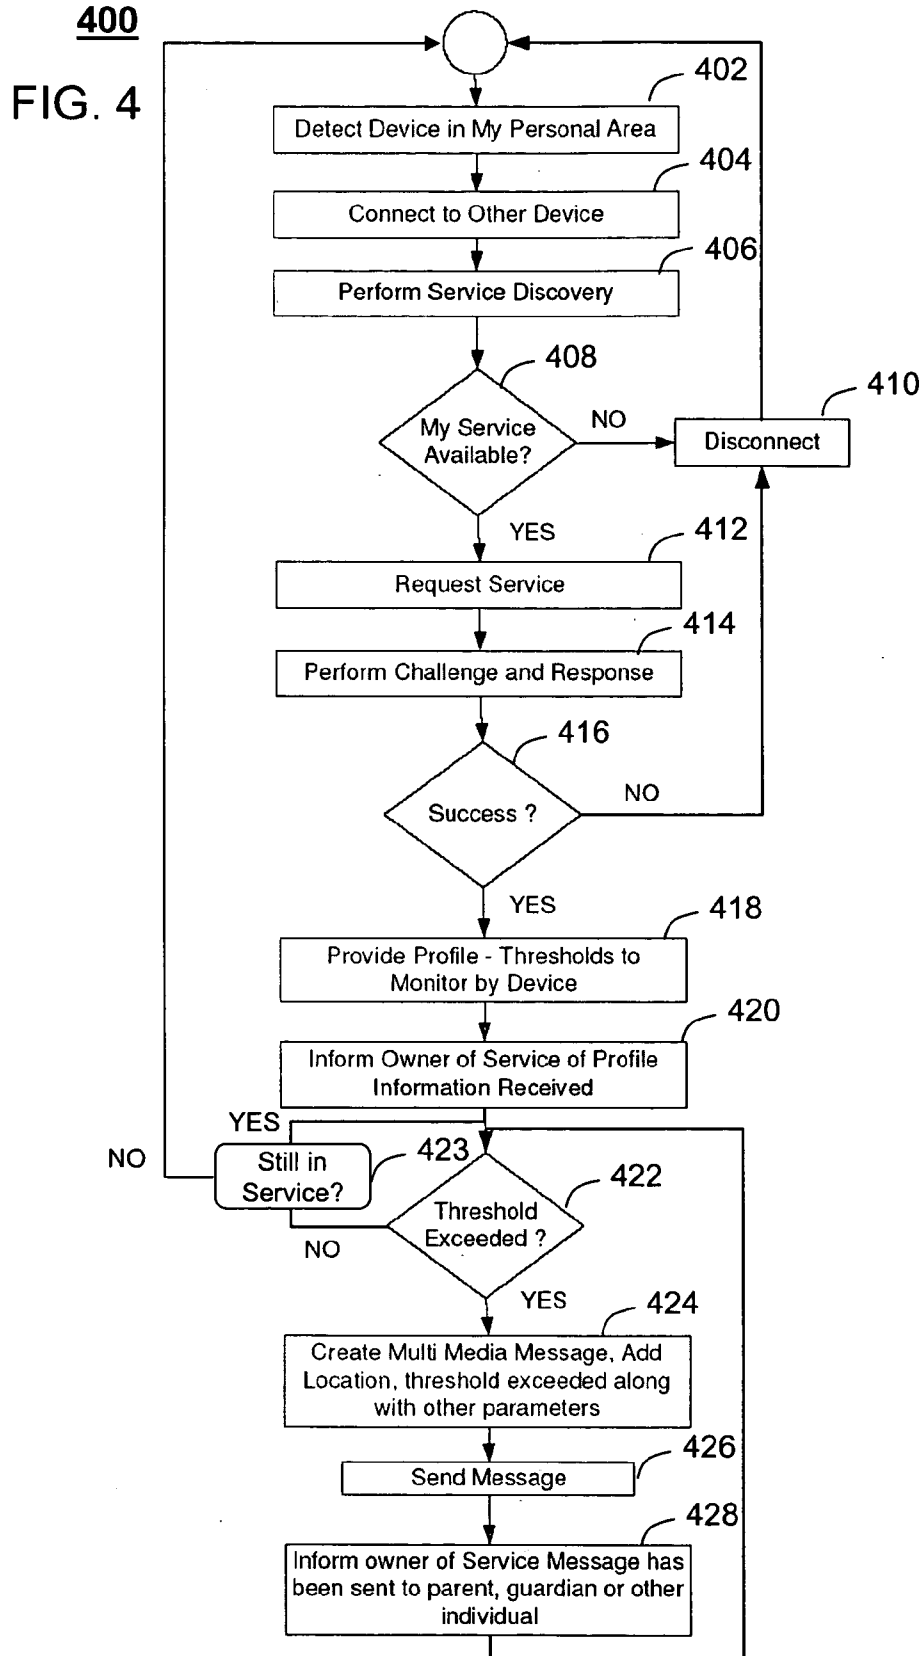 400
FIG. 4
402
Detect Device in My Personal Area
404
Connect to Other Device
406
Perform Service Discovery
408
My Service
Available?
NO
410
Disconnect
YES
412
Request Service
414
Perform Challenge and Response
416
Success ?
NO
YES
418
Provide Profile - Thresholds to
Monitor by Device
420
Inform Owner of Service of Profile
Information Received
YES
NO
Still in
Service?
423
422
Threshold
Exceeded ?
NO
YES
424
Create Multi Media Message, Add
Location, threshold exceeded along
with other parameters
426
Send Message
428
Inform owner of Service Message has
been sent to parent, guardian or other
individual